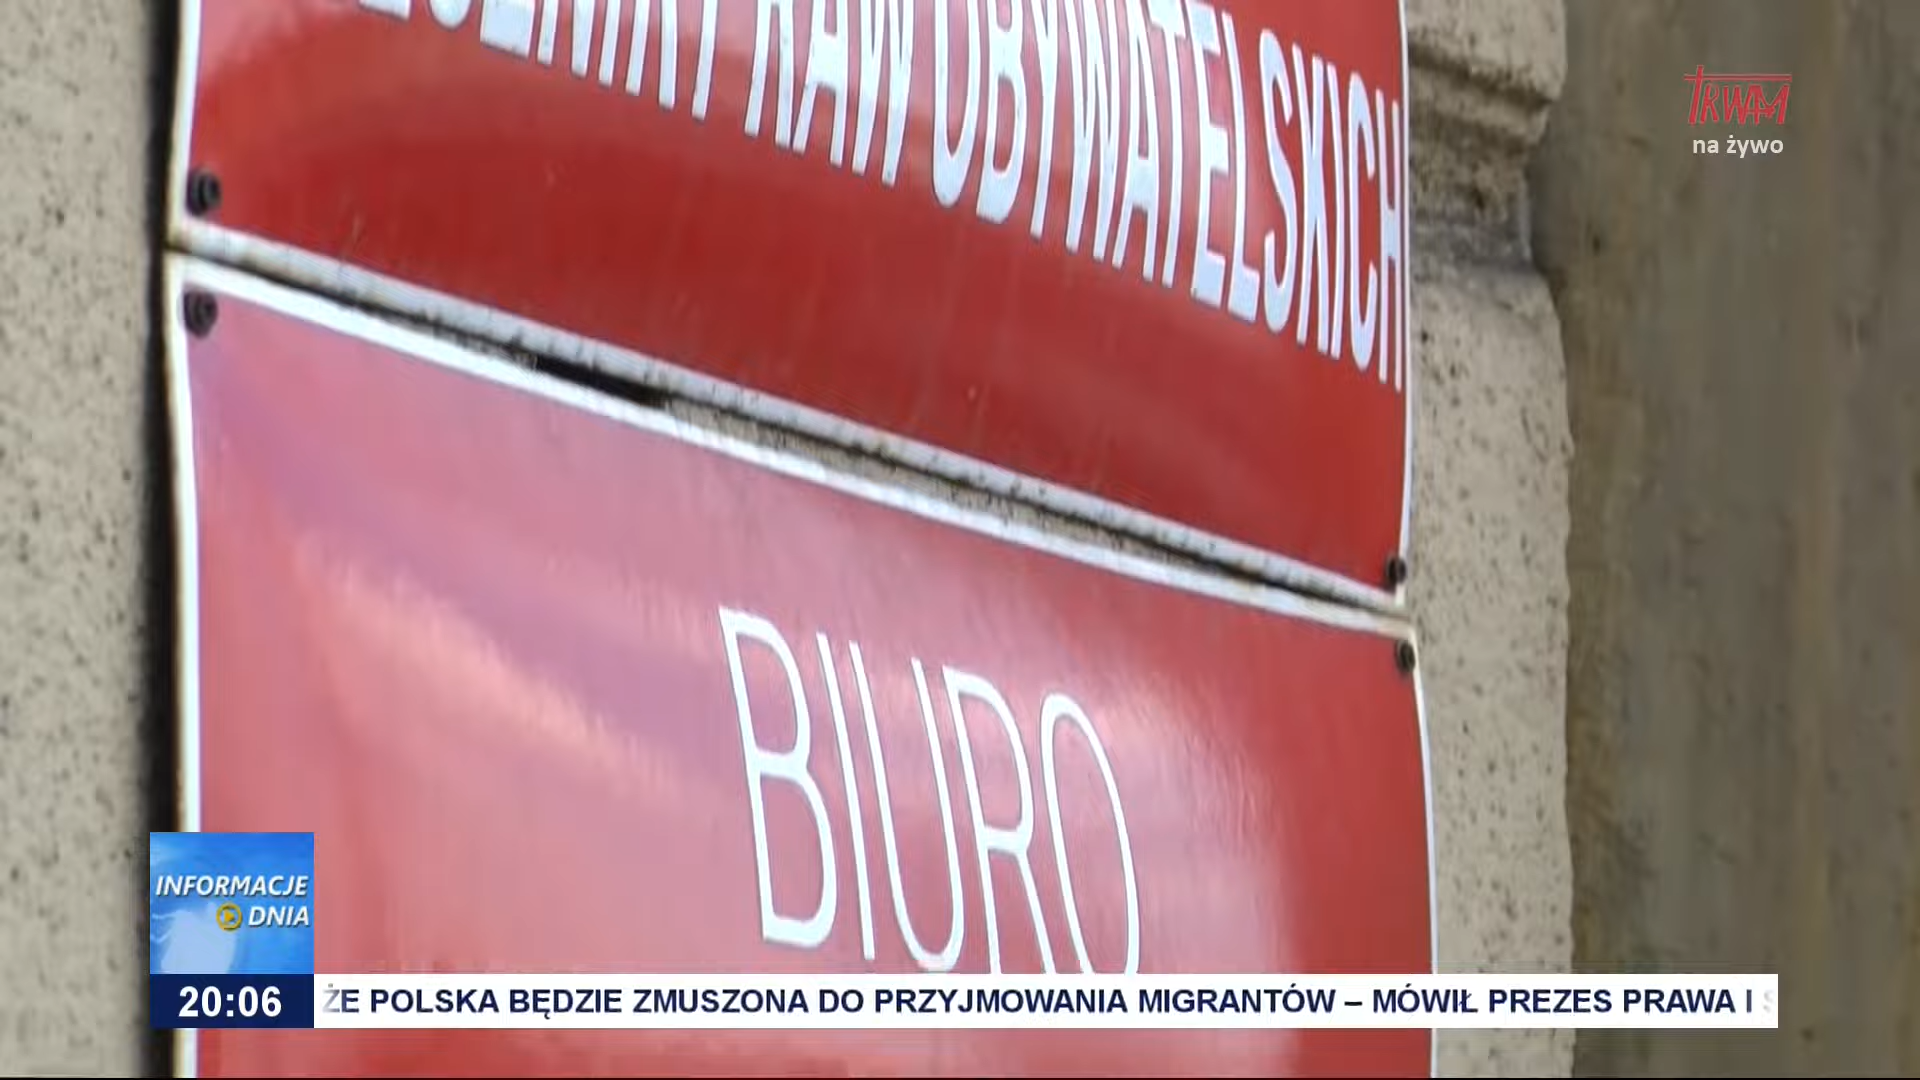 RAW OBYWATELSKICH
TRWAM
na żywo
BIURO
INFORMACJE
DNIA
20:06 ŻE POLSKA BĘDZIE ZMUSZONA DO PRZYJMOWANIA MIGRANTÓW – MÓWIŁ PREZES PRAWA I